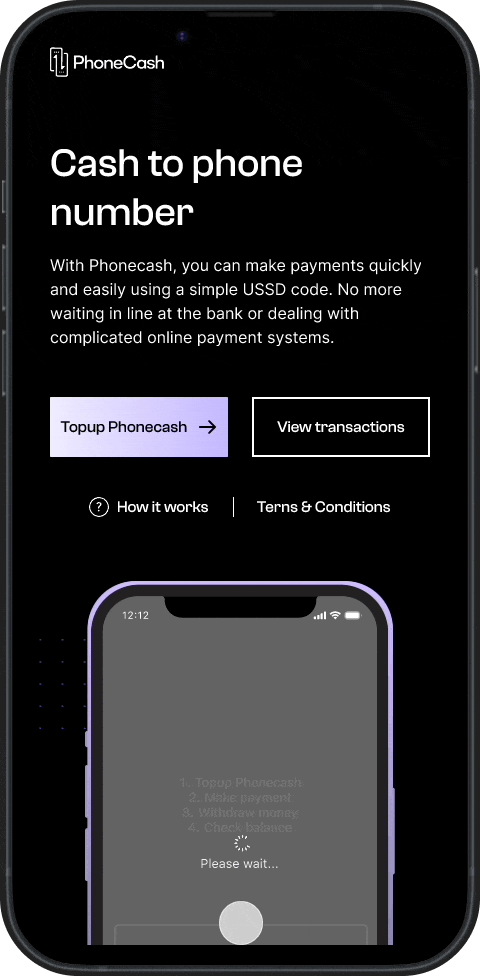 PhoneCash
Cash to phone
number
With Phonecash, you can make payments quickly
and easily using a simple USSD code. No more
waiting in line at the bank or dealing with
complicated online payment systems.
Topup Phonecash
View transactions
? How it works
Terns & Conditions
12:12
1. Topup Phonecash
2. Make payment
3. Withdraw money
4. Check balance
Please wait...